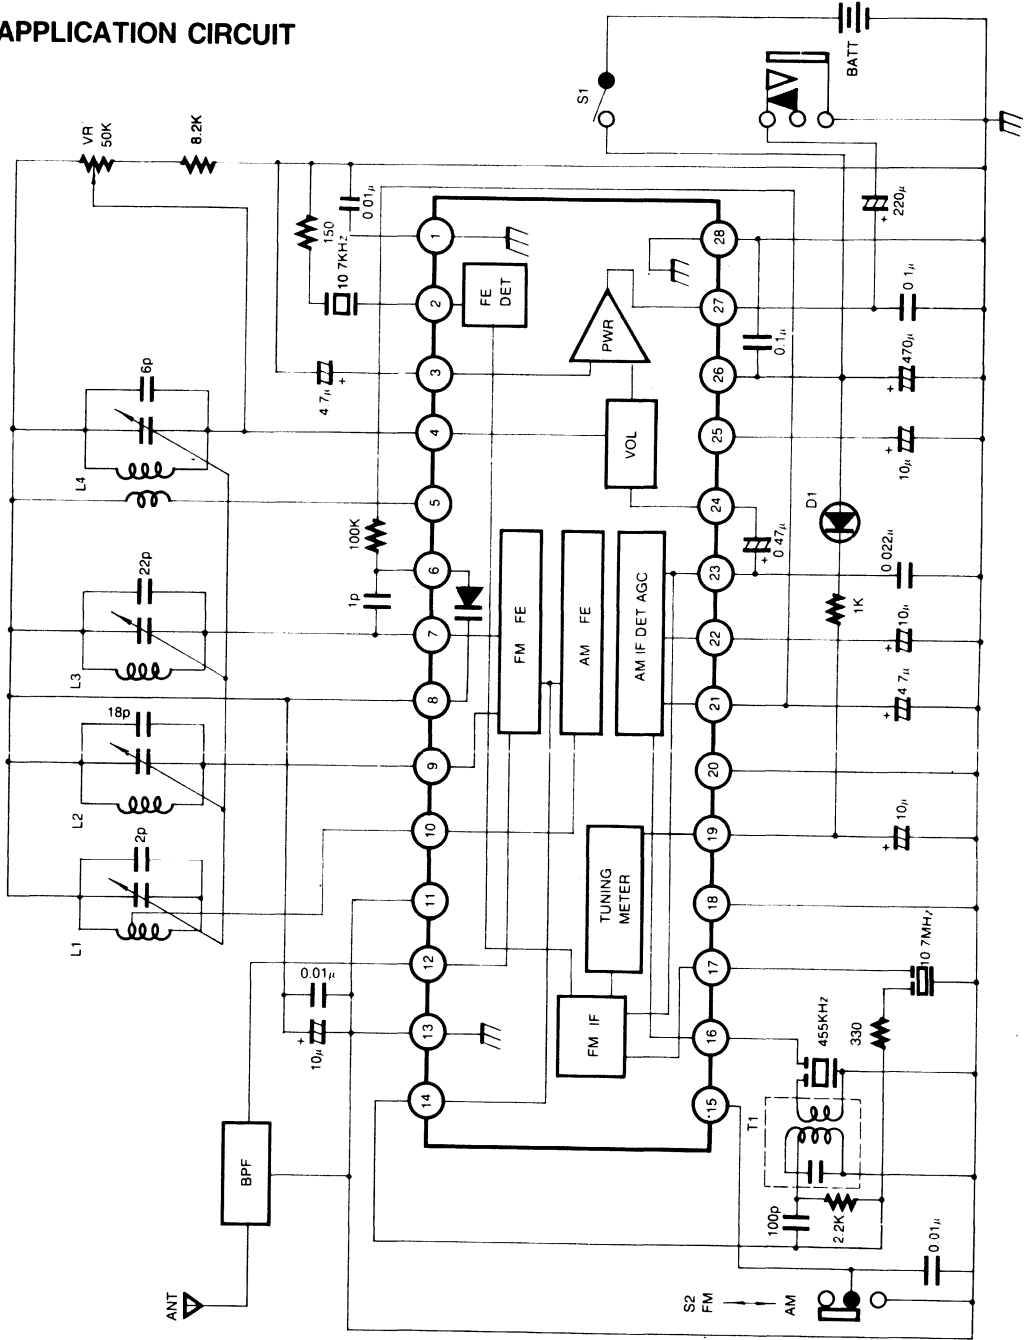 APPLICATION CIRCUIT
VR
50K
8.2K
S1
BATT
150
0.01μ
10 7KHz
4.7μ
+
220μ
+
0 1μ
0.1μ
470μ
+
10μ
+
6p
L4
22p
L3
18p
L2
2p
L1
100K
1p
1
2
3
4
5
6
7
8
9
10
11
12
13
14
28
27
26
25
24
23
22
21
20
19
18
17
16
15
FE
DET
PWR
VOL
FM FE
AM FE
AM IF DET AGC
TUNING
METER
FM IF
D1
0.47μ
+
0 022μ
1K
10μ
+
4 7μ
+
10μ
+
0.01μ
10μ
+
BPF
ANT
10 7MHz
455KHz
330
T1
100p
2.2K
0.01μ
S2
FM
AM